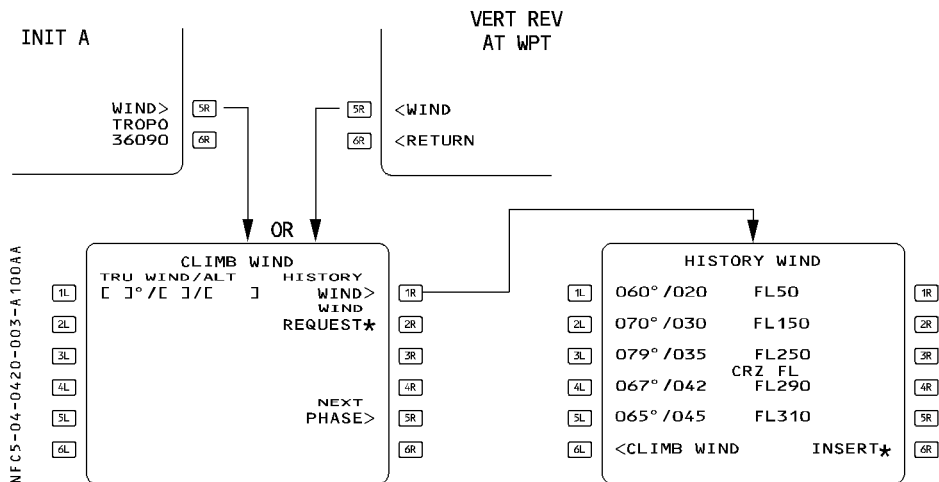 INIT A
WIND>
TROPO
36090
5R
6R
VERT REV
AT WPT
5R
6R
<WIND
<RETURN
OR
CLIMB WIND
TRU WIND/ALT HISTORY
1L [ ]°/[ ]/[ ] WIND> 1R
WIND
2L REQUEST* 2R
3L 3R
4L 4R
NEXT
5L PHASE> 5R
6L 6R
HISTORY WIND
1L 060°/020 FL50 1R
2L 070°/030 FL150 2R
3L 079°/035 FL250 3R
CRZ FL
4L 067°/042 FL290 4R
5L 065°/045 FL310 5R
6L <CLIMB WIND INSERT* 6R
NFC5-04-0420-003-A100AA